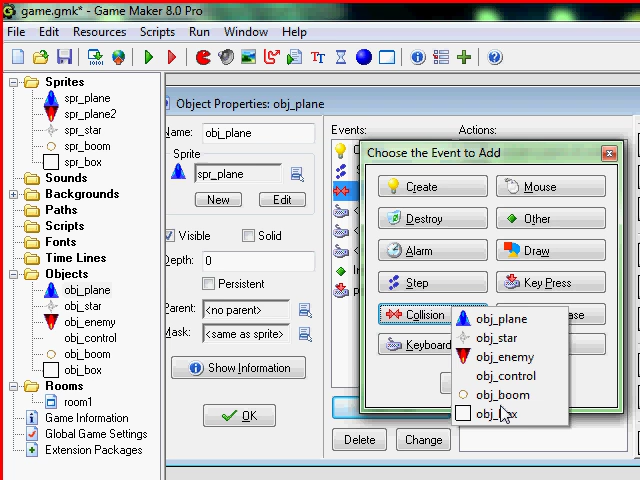 game.gmk* - Game Maker 8.0 Pro
File Edit Resources Scripts Run Window Help
Sprites
spr_plane
spr_plane2
spr_star
spr_boom
spr_box
Sounds
Backgrounds
Paths
Scripts
Fonts
Time Lines
Objects
obj_plane
obj_star
obj_enemy
obj_control
obj_boom
obj_box
Rooms
room1
Game Information
Global Game Settings
Extension Packages
Object Properties: obj_plane
Name: obj_plane
Sprite
spr_plane
New Edit
Visible Solid
Depth: 0
Persistent
Parent: <no parent>
Mask: <same as sprite>
Show Information
OK
Events:
Delete Change
Actions:
Choose the Event to Add
Create Mouse
Destroy Other
Alarm Draw
Step Key Press
Collision
Keyboard
obj_plane
obj_star
obj_enemy
obj_control
obj_boom